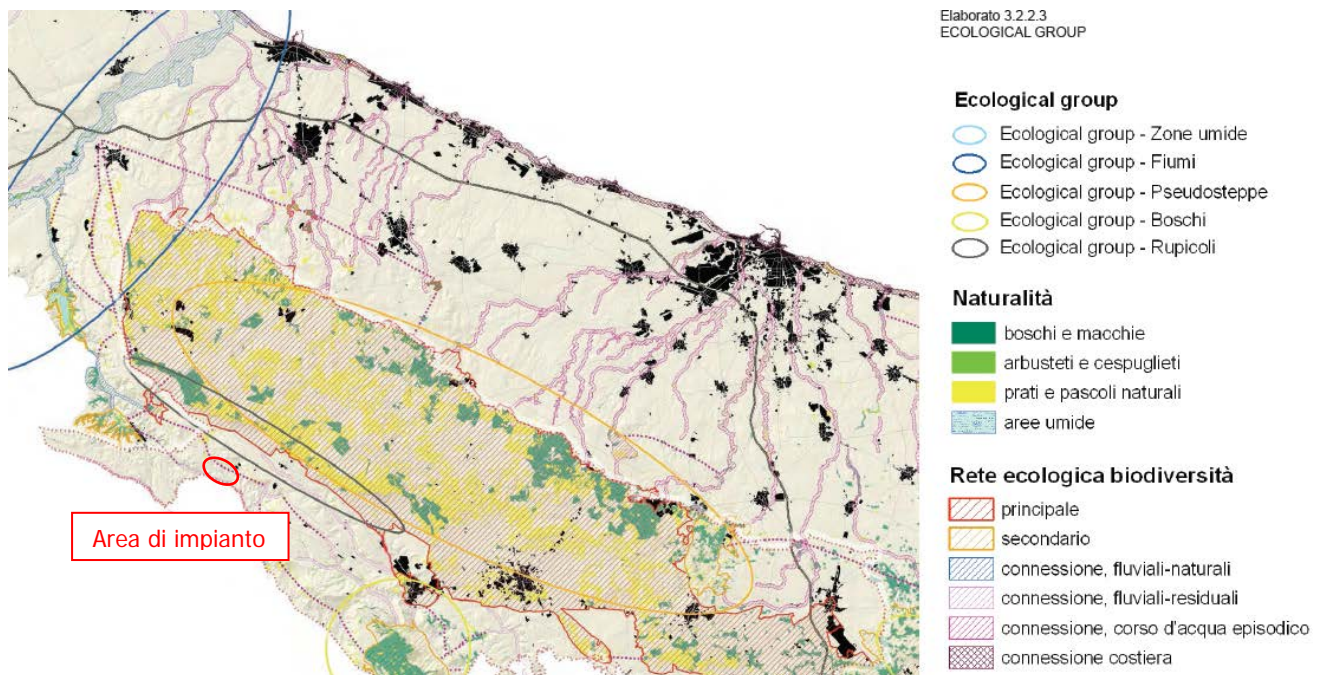 Elaborato 3.2.2.3
ECOLOGICAL GROUP
Ecological group
Ecological group - Zone umide
Ecological group - Fiumi
Ecological group - Pseudosteppe
Ecological group - Boschi
Ecological group - Rupicoli
Naturalità
boschi e macchie
arbusteti e cespuglieti
prati e pascoli naturali
aree umide
Rete ecologica biodiversità
principale
secondario
connessione, fluviali-naturali
connessione, fluviali-residuali
connessione, corso d'acqua episodico
connessione costiera
Area di impianto